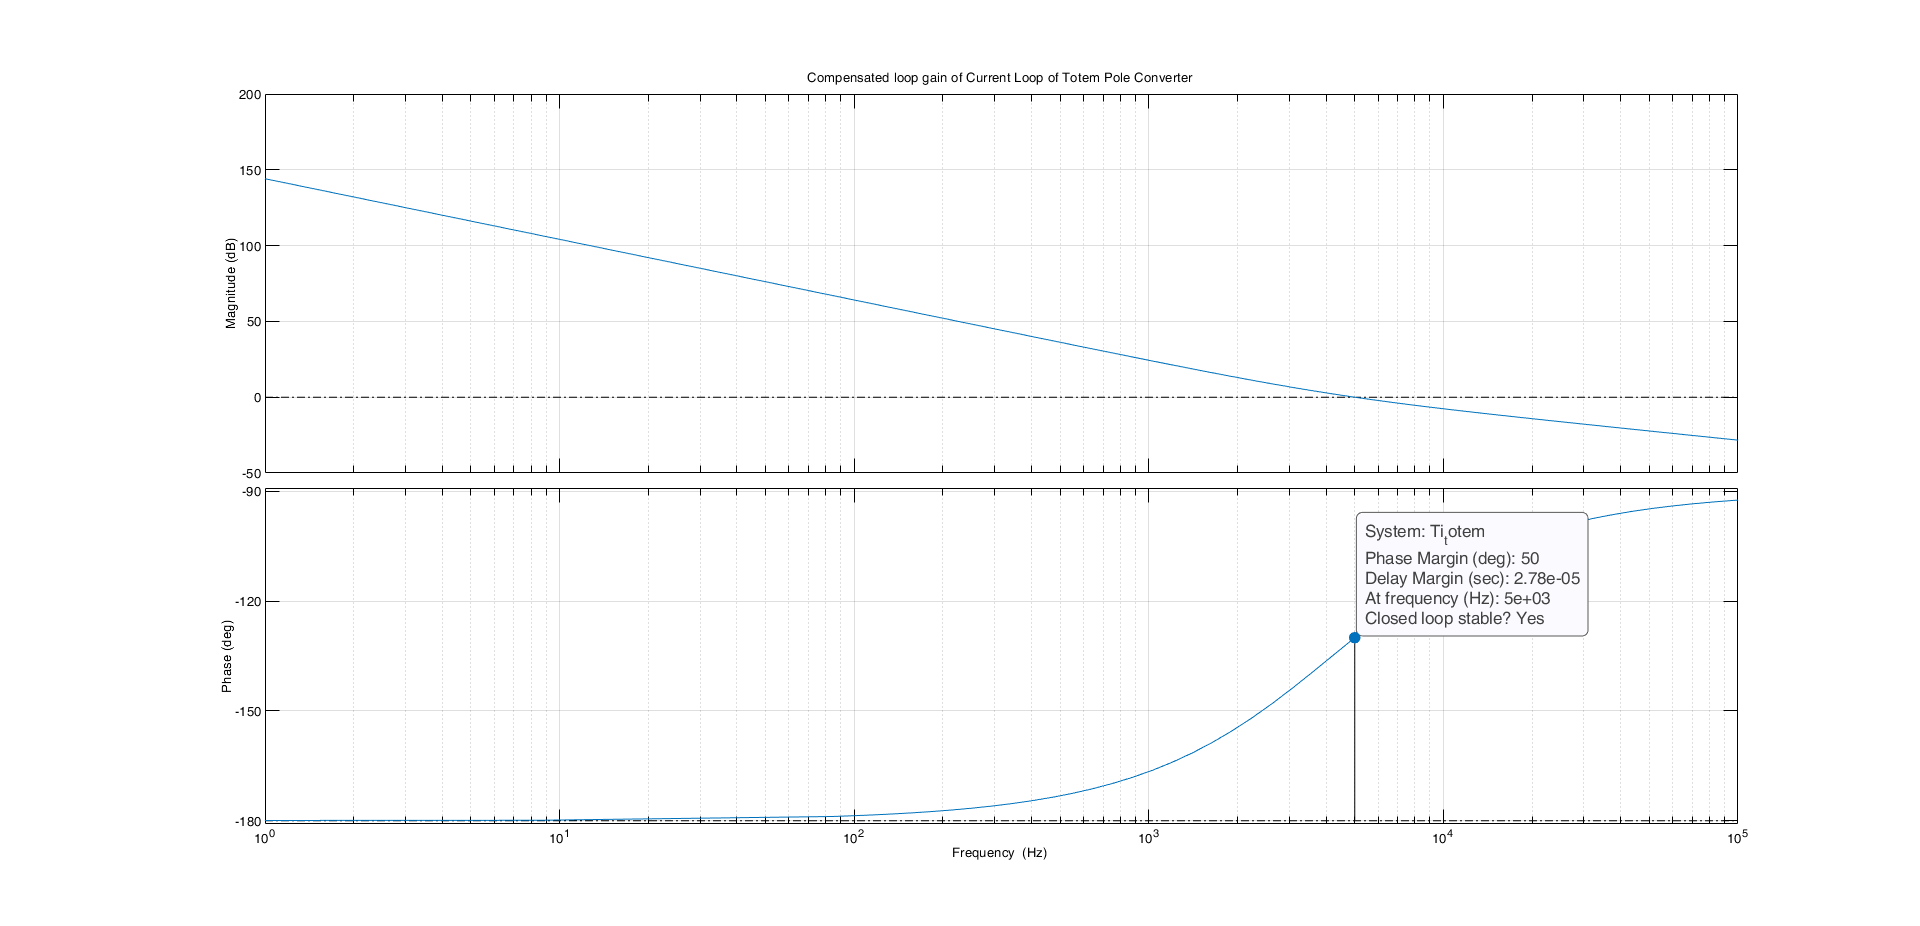 Compensated loop gain of Current Loop of Totem Pole Converter
200
150
100
50
0
-50
Magnitude (dB)
-90
-120
-150
-180
Phase (deg)
System: Ti_totem
Phase Margin (deg): 50
Delay Margin (sec): 2.78e-05
At frequency (Hz): 5e+03
Closed loop stable? Yes
10^0 10^1 10^2 10^3 10^4 10^5
Frequency (Hz)